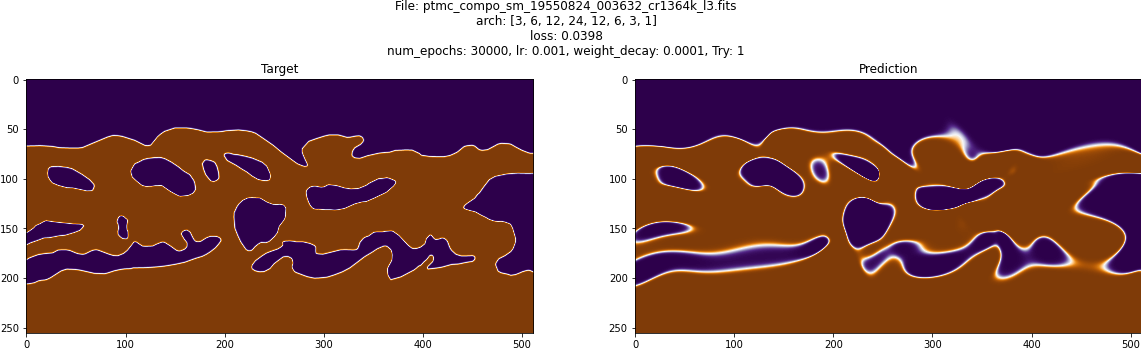 File: ptmc_compo_sm_19550824_003632_cr1364k_l3.fits
arch: [3, 6, 12, 24, 12, 6, 3, 1]
loss: 0.0398
num_epochs: 30000, lr: 0.001, weight_decay: 0.0001, Try: 1
Target
Prediction
0
50
100
150
200
250
0 100 200 300 400 500
0
50
100
150
200
250
0 100 200 300 400 500